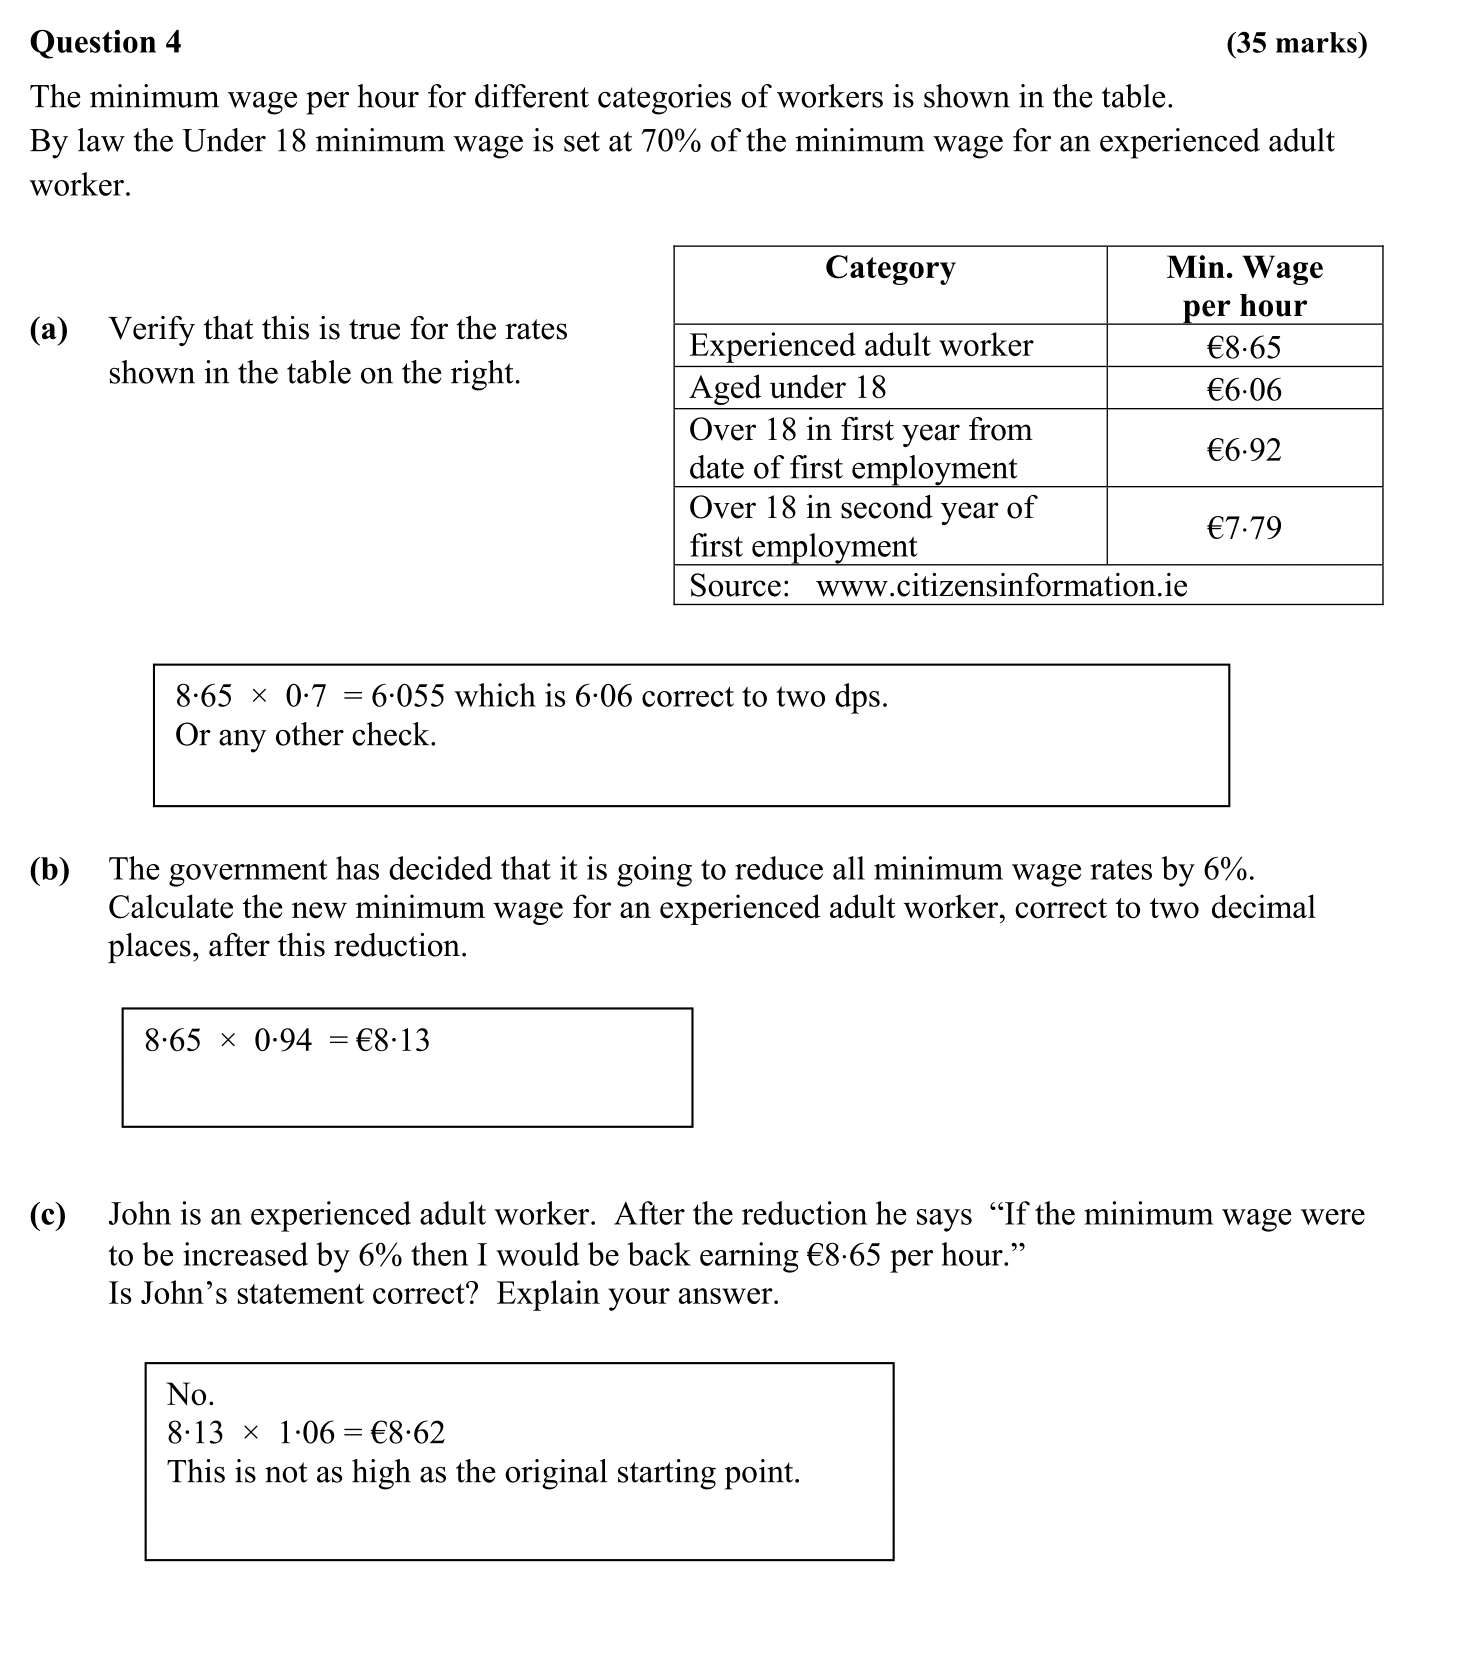 Question 4 (35 marks)
The minimum wage per hour for different categories of workers is shown in the table.
By law the Under 18 minimum wage is set at 70% of the minimum wage for an experienced adult
worker.
(a) Verify that this is true for the rates
shown in the table on the right.
Category Min. Wage
per hour
Experienced adult worker €8·65
Aged under 18 €6·06
Over 18 in first year from
date of first employment €6·92
Over 18 in second year of
first employment €7·79
Source: www.citizensinformation.ie
8·65 × 0·7 = 6·055 which is 6·06 correct to two dps.
Or any other check.
(b) The government has decided that it is going to reduce all minimum wage rates by 6%.
Calculate the new minimum wage for an experienced adult worker, correct to two decimal
places, after this reduction.
8·65 × 0·94 = €8·13
(c) John is an experienced adult worker. After the reduction he says “If the minimum wage were
to be increased by 6% then I would be back earning €8·65 per hour.”
Is John’s statement correct? Explain your answer.
No.
8·13 × 1·06 = €8·62
This is not as high as the original starting point.